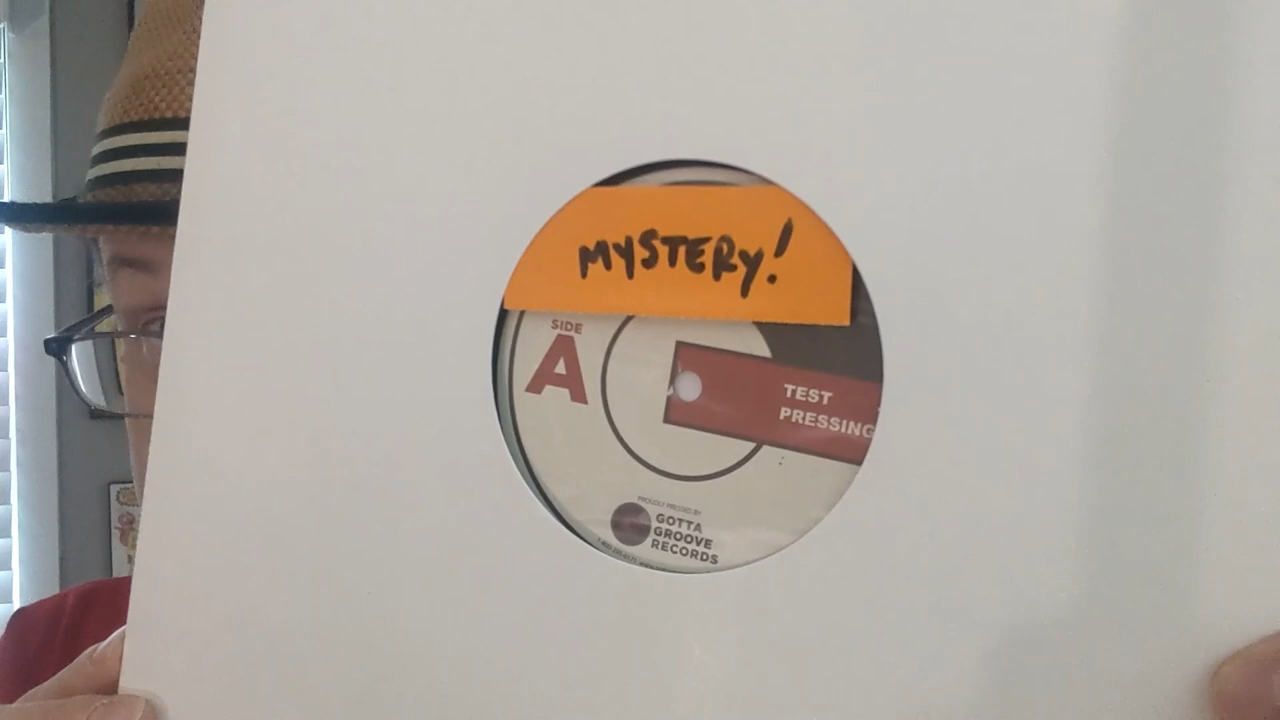 MYSTERY!
SIDE
A
TEST
PRESSING
PROUDLY PRESSED BY
GOTTA
GROOVE
RECORDS